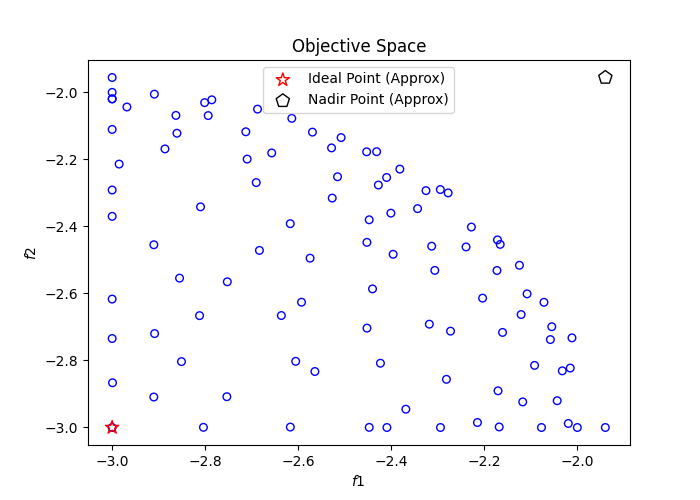 Objective Space
Ideal Point (Approx)
Nadir Point (Approx)
−2.0
−2.2
−2.4
−2.6
−2.8
−3.0
f2
−3.0
−2.8
−2.6
−2.4
−2.2
−2.0
f1